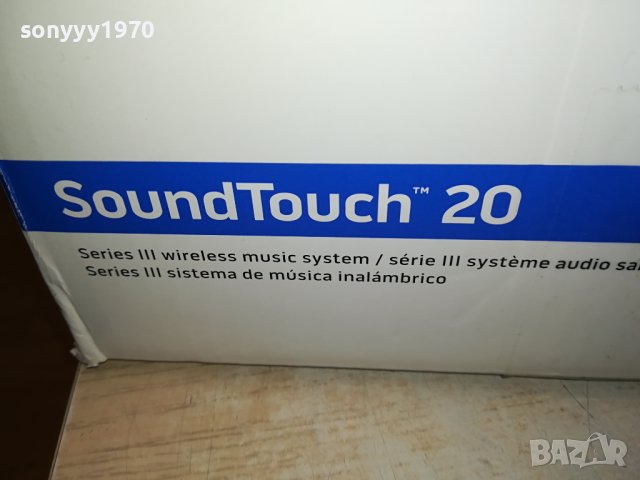 sonyyy1970
SoundTouch™ 20
Series III wireless music system / série III système audio
Series III sistema de música inalámbrico
BAZAR